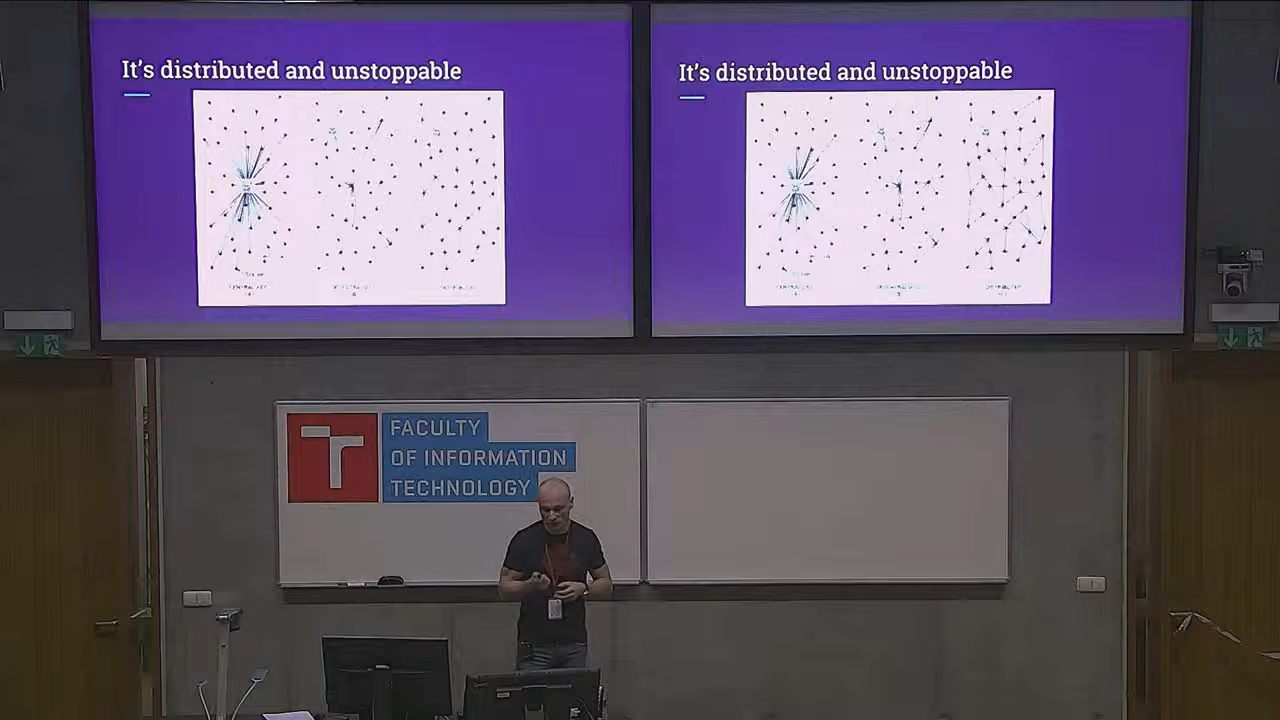 It's distributed and unstoppable
It's distributed and unstoppable
FACULTY
OF INFORMATION
TECHNOLOGY